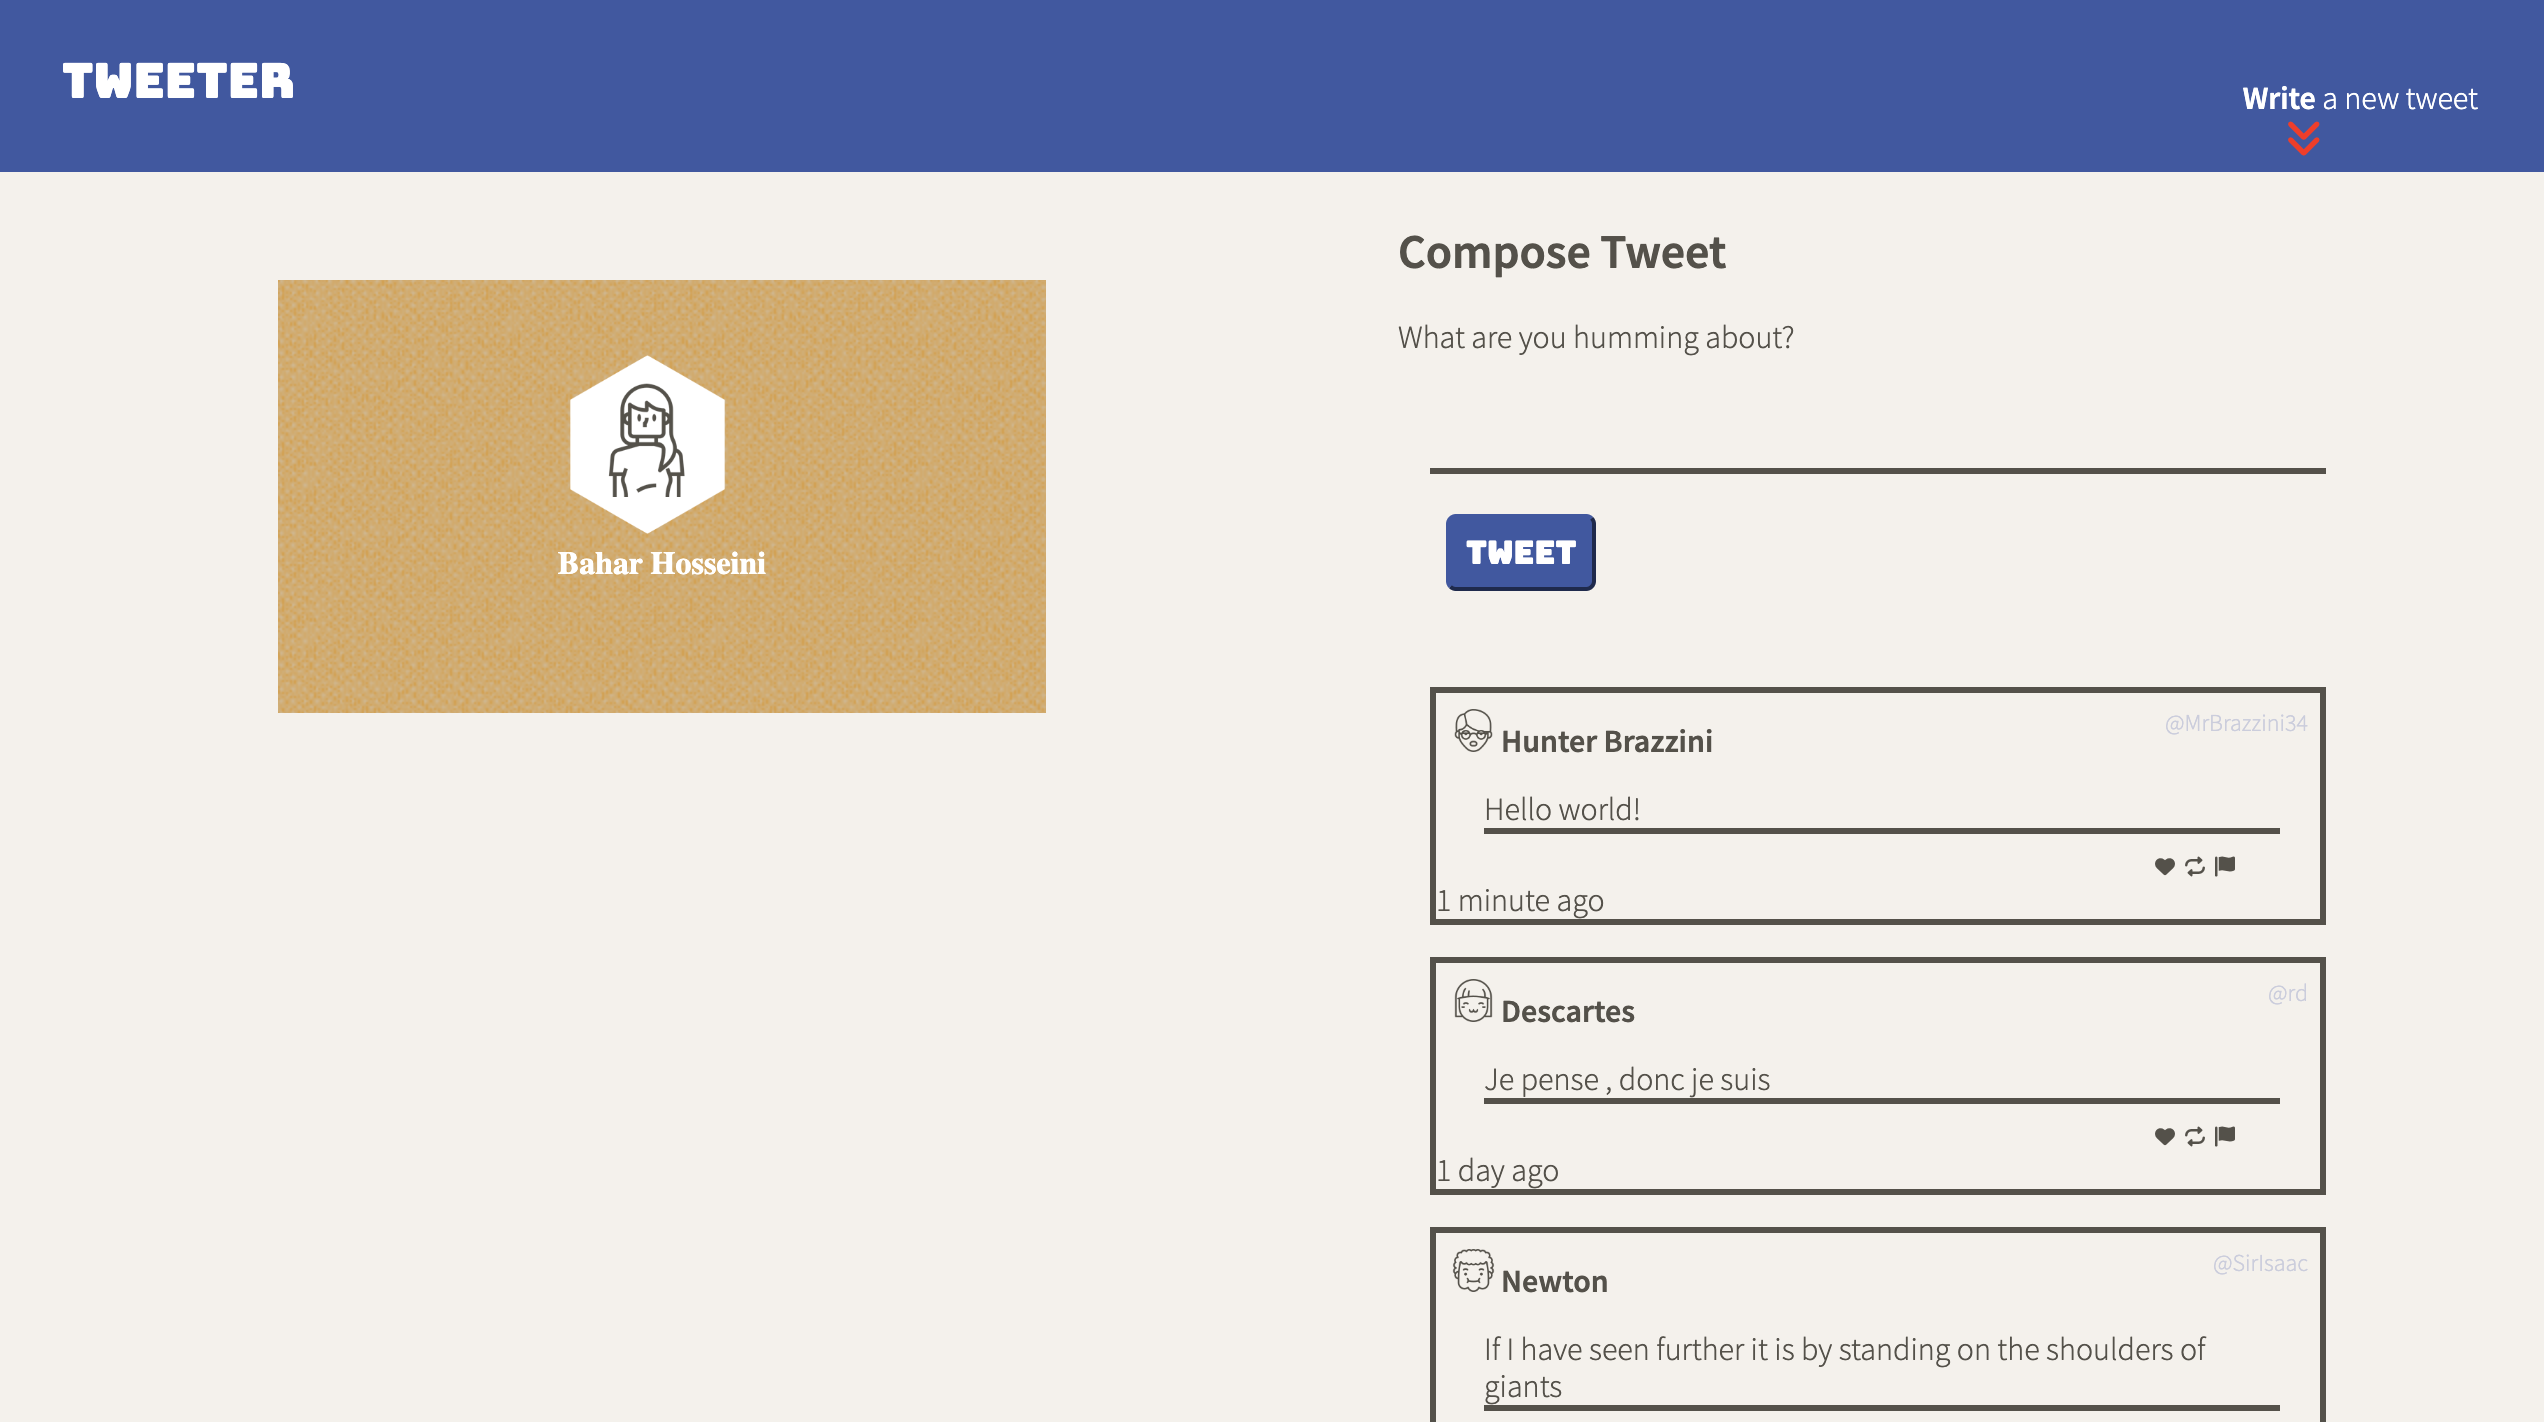 TWEETER
Write a new tweet
Bahar Hosseini
Compose Tweet
What are you humming about?
TWEET
Hunter Brazzini
@MrBrazzini34
Hello world!
1 minute ago
Descartes
@rd
Je pense , donc je suis
1 day ago
Newton
@SirIsaac
If I have seen further it is by standing on the shoulders of
giants